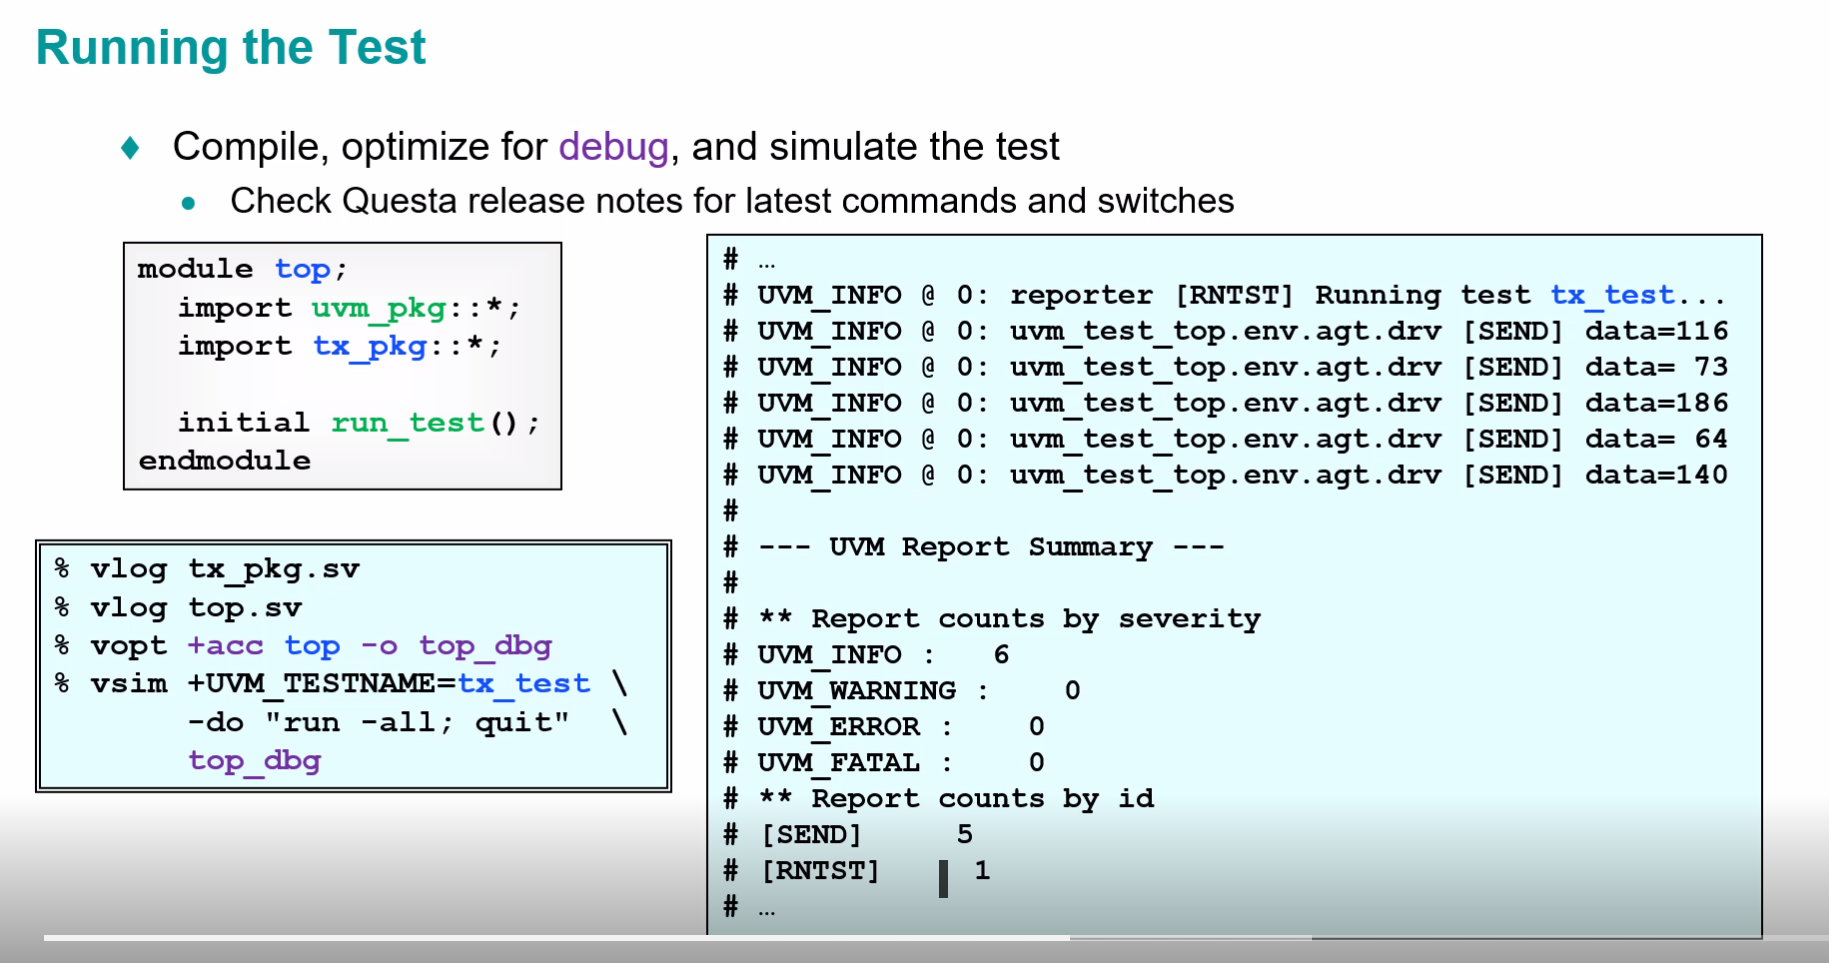 Running the Test
♦ Compile, optimize for debug, and simulate the test
• Check Questa release notes for latest commands and switches
module top;
import uvm_pkg::*;
import tx_pkg::*;
initial run_test();
endmodule
% vlog tx_pkg.sv
% vlog top.sv
% vopt +acc top -o top_dbg
% vsim +UVM_TESTNAME=tx_test \
-do "run -all; quit" \
top_dbg
# …
# UVM_INFO @ 0: reporter [RNTST] Running test tx_test...
# UVM_INFO @ 0: uvm_test_top.env.agt.drv [SEND] data=116
# UVM_INFO @ 0: uvm_test_top.env.agt.drv [SEND] data= 73
# UVM_INFO @ 0: uvm_test_top.env.agt.drv [SEND] data=186
# UVM_INFO @ 0: uvm_test_top.env.agt.drv [SEND] data= 64
# UVM_INFO @ 0: uvm_test_top.env.agt.drv [SEND] data=140
#
# --- UVM Report Summary ---
#
# ** Report counts by severity
# UVM_INFO : 6
# UVM_WARNING : 0
# UVM_ERROR : 0
# UVM_FATAL : 0
# ** Report counts by id
# [SEND] 5
# [RNTST] 1
# …